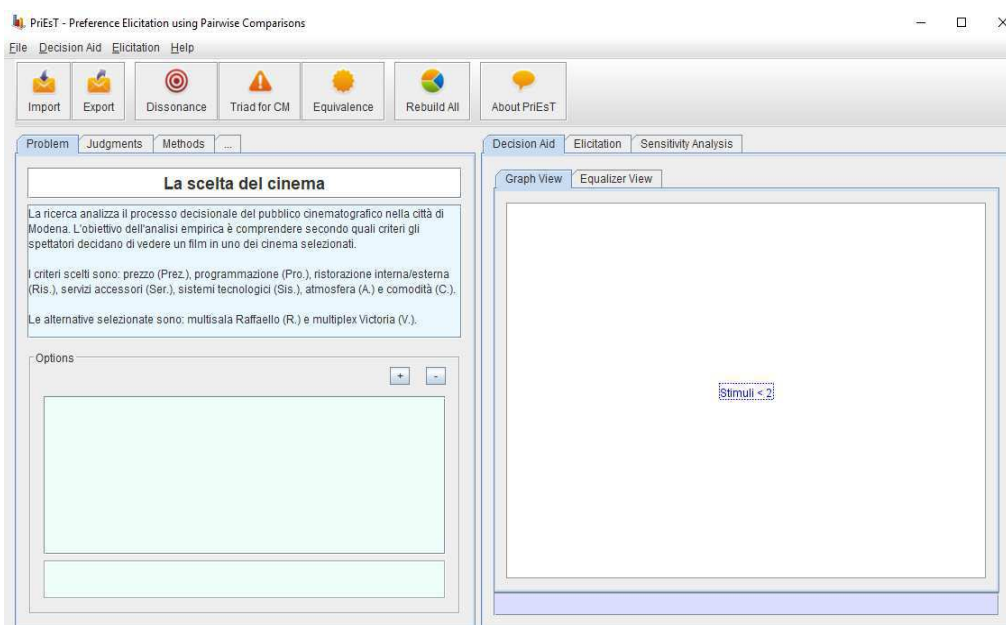 PriEsT - Preference Elicitation using Pairwise Comparisons
File Decision Aid Elicitation Help
Import Export Dissonance Triad for CM Equivalence Rebuild All About PriEsT
Problem Judgments Methods ... Decision Aid Elicitation Sensitivity Analysis
Graph View Equalizer View
La scelta del cinema
La ricerca analizza il processo decisionale del pubblico cinematografico nella città di
Modena. L'obiettivo dell'analisi empirica è comprendere secondo quali criteri gli
spettatori decidano di vedere un film in uno dei cinema selezionati.
I criteri scelti sono: prezzo (Prez.), programmazione (Pro.), ristorazione interna/esterna
(Ris.), servizi accessori (Ser.), sistemi tecnologici (Sis.), atmosfera (A.) e comodità (C.).
Le alternative selezionate sono: multisala Raffaello (R.) e multiplex Victoria (V.).
Options
+ -
Stimuli < 2